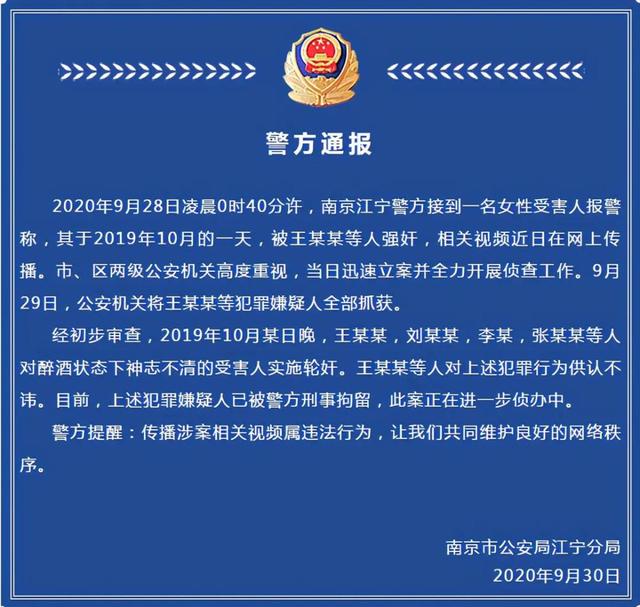 警方通报
2020年9月28日凌晨0时40分许，南京江宁警方接到一名女性受害人报警
称，其于2019年10月的一天，被王某某等人强奸，相关视频近日在网上传
播。市、区两级公安机关高度重视，当日迅速立案并全力开展侦查工作。9月
29日，公安机关将王某某等犯罪嫌疑人全部抓获。
经初步审查，2019年10月某日晚，王某某，刘某某，李某，张某某等人
对醉酒状态下神志不清的受害人实施轮奸。王某某等人对上述犯罪行为供认不
讳。目前，上述犯罪嫌疑人已被警方刑事拘留，此案正在进一步侦办中。
警方提醒：传播涉案相关视频属违法行为，让我们共同维护良好的网络秩
序。
南京市公安局江宁分局
2020年9月30日